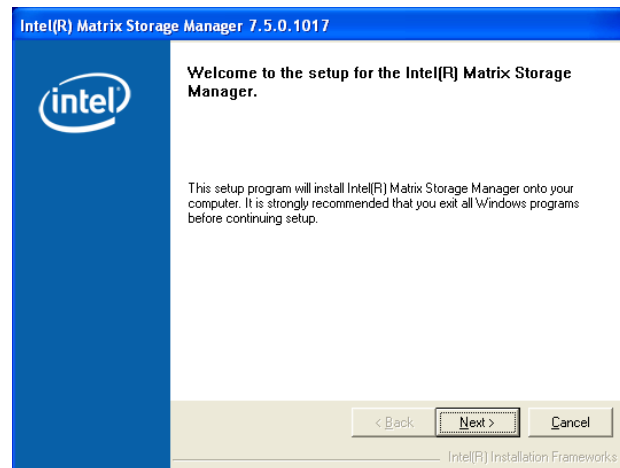 Intel(R) Matrix Storage Manager 7.5.0.1017
intel
Welcome to the setup for the Intel(R) Matrix Storage
Manager.
This setup program will install Intel(R) Matrix Storage Manager onto your
computer. It is strongly recommended that you exit all Windows programs
before continuing setup.
< Back
Next >
Cancel
Intel(R) Installation Frameworks